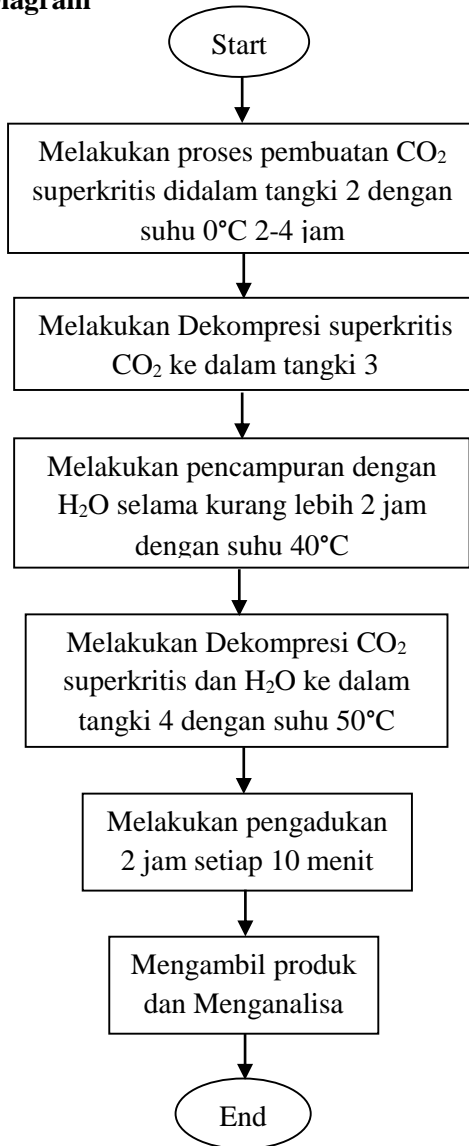 Start
Melakukan proses pembuatan CO₂
superkritis didalam tangki 2 dengan
suhu 0°C 2-4 jam
Melakukan Dekompresi superkritis
CO₂ ke dalam tangki 3
Melakukan pencampuran dengan
H₂O selama kurang lebih 2 jam
dengan suhu 40°C
Melakukan Dekompresi CO₂
superkritis dan H₂O ke dalam
tangki 4 dengan suhu 50°C
Melakukan pengadukan
2 jam setiap 10 menit
Mengambil produk
dan Menganalisa
End